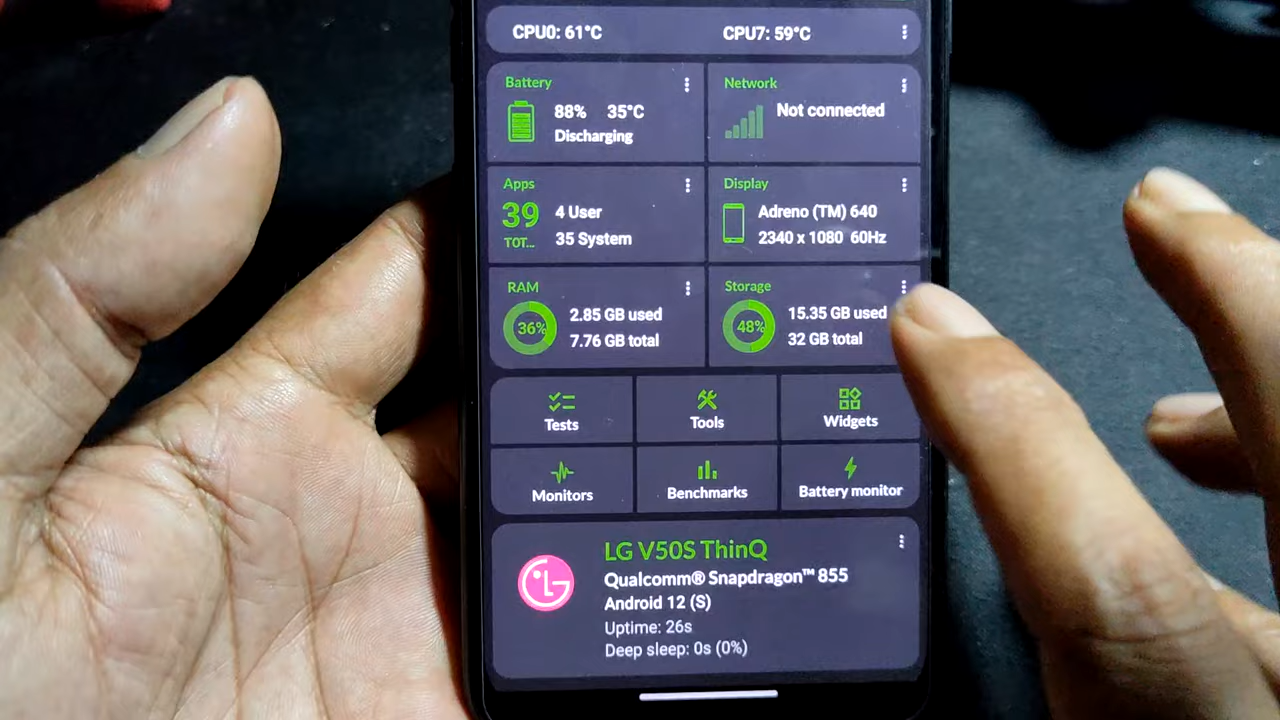 CPU0: 61°C CPU7: 59°C
Battery
88% 35°C
Discharging
Network
Not connected
Apps
39
TOT...
4 User
35 System
Display
Adreno (TM) 640
2340 x 1080 60Hz
RAM
36%
2.85 GB used
7.76 GB total
Storage
48%
15.35 GB used
32 GB total
Tests
Tools
Widgets
Monitors
Benchmarks
Battery monitor
LG V50S ThinQ
Qualcomm® Snapdragon™ 855
Android 12 (S)
Uptime: 26s
Deep sleep: 0s (0%)